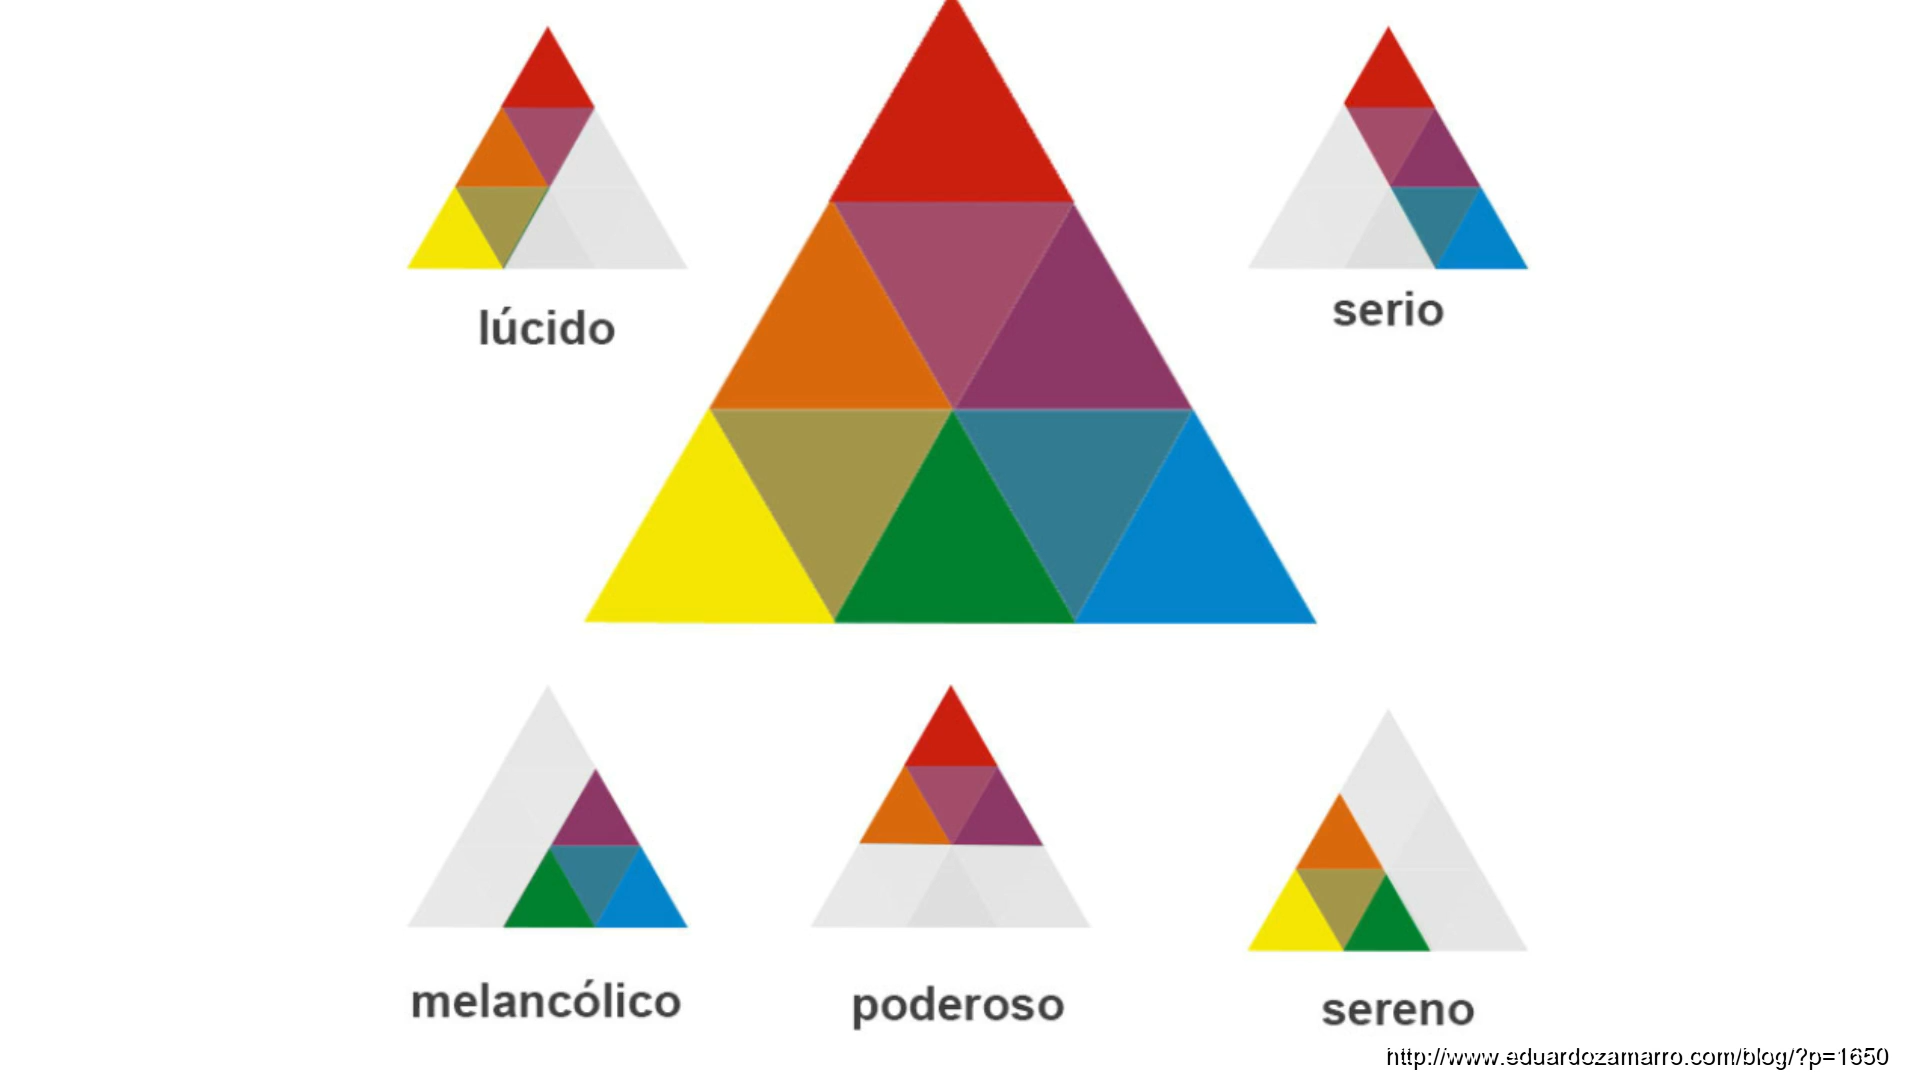 lúcido
serio
melancólico
poderoso
sereno
http://www.eduardozamarro.com/blog/?p=1650